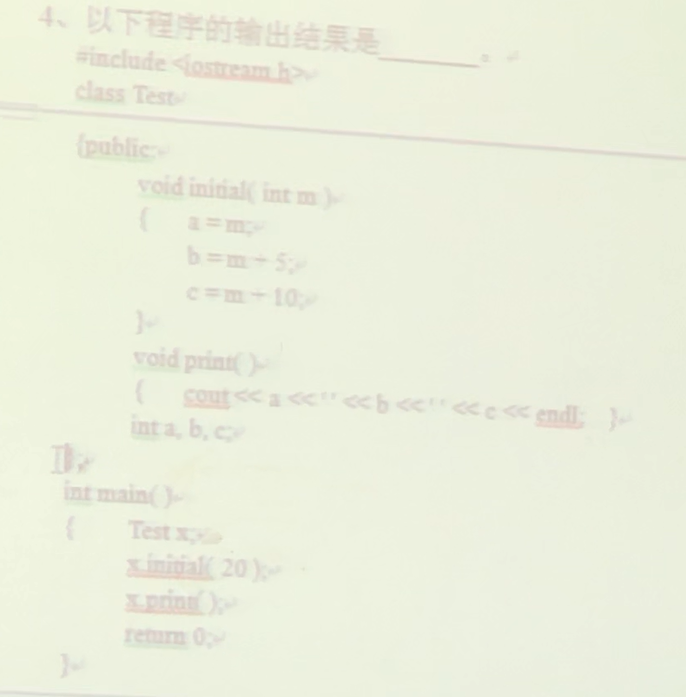 4、以下程序的输出结果是______。
#include <iostream.h>
class Test
{public:
void initial( int m )
{ a = m;
b = m + 5;
c = m + 10;
}
void print( )
{ cout << a << ' ' << b << ' ' << c << endl; }
int a, b, c;
};
int main( )
{ Test x;
x.initial( 20 );
x.print( );
return 0;
}